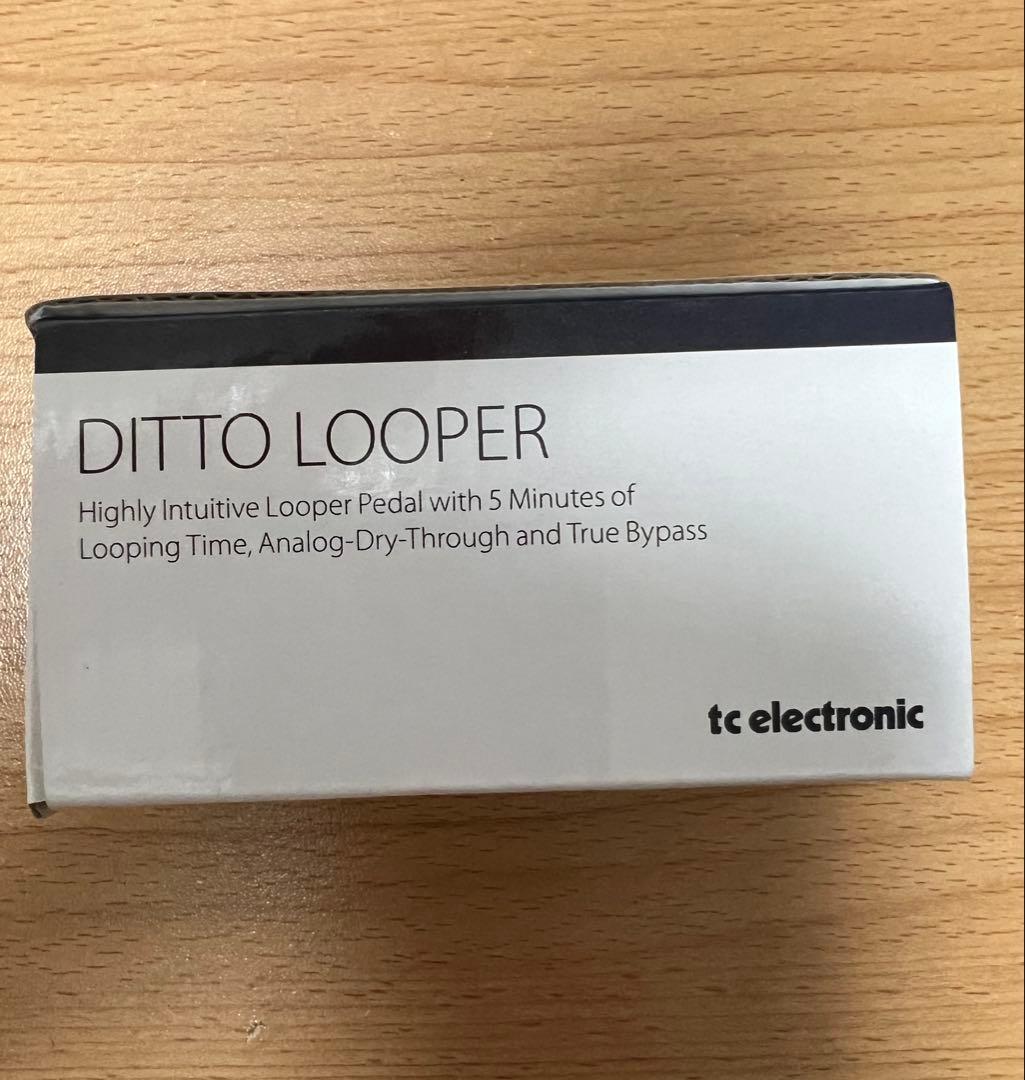 DITTO LOOPER
Highly Intuitive Looper Pedal with 5 Minutes of
Looping Time, Analog-Dry-Through and True Bypass
tc electronic